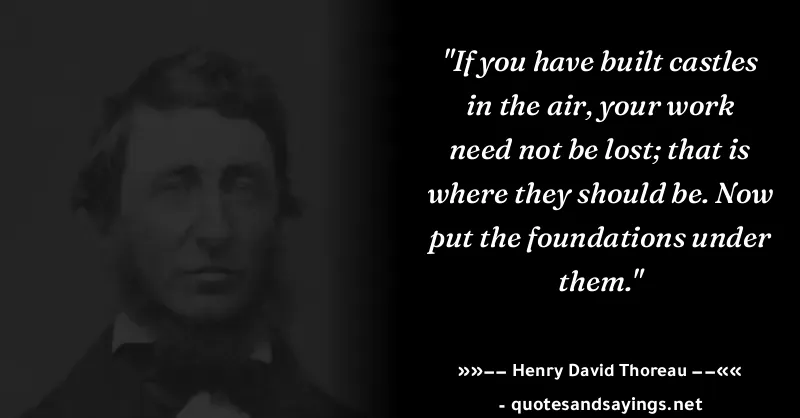 "If you have built castles
in the air, your work
need not be lost; that is
where they should be. Now
put the foundations under
them."
»»–– Henry David Thoreau ––««
- quotesandsayings.net